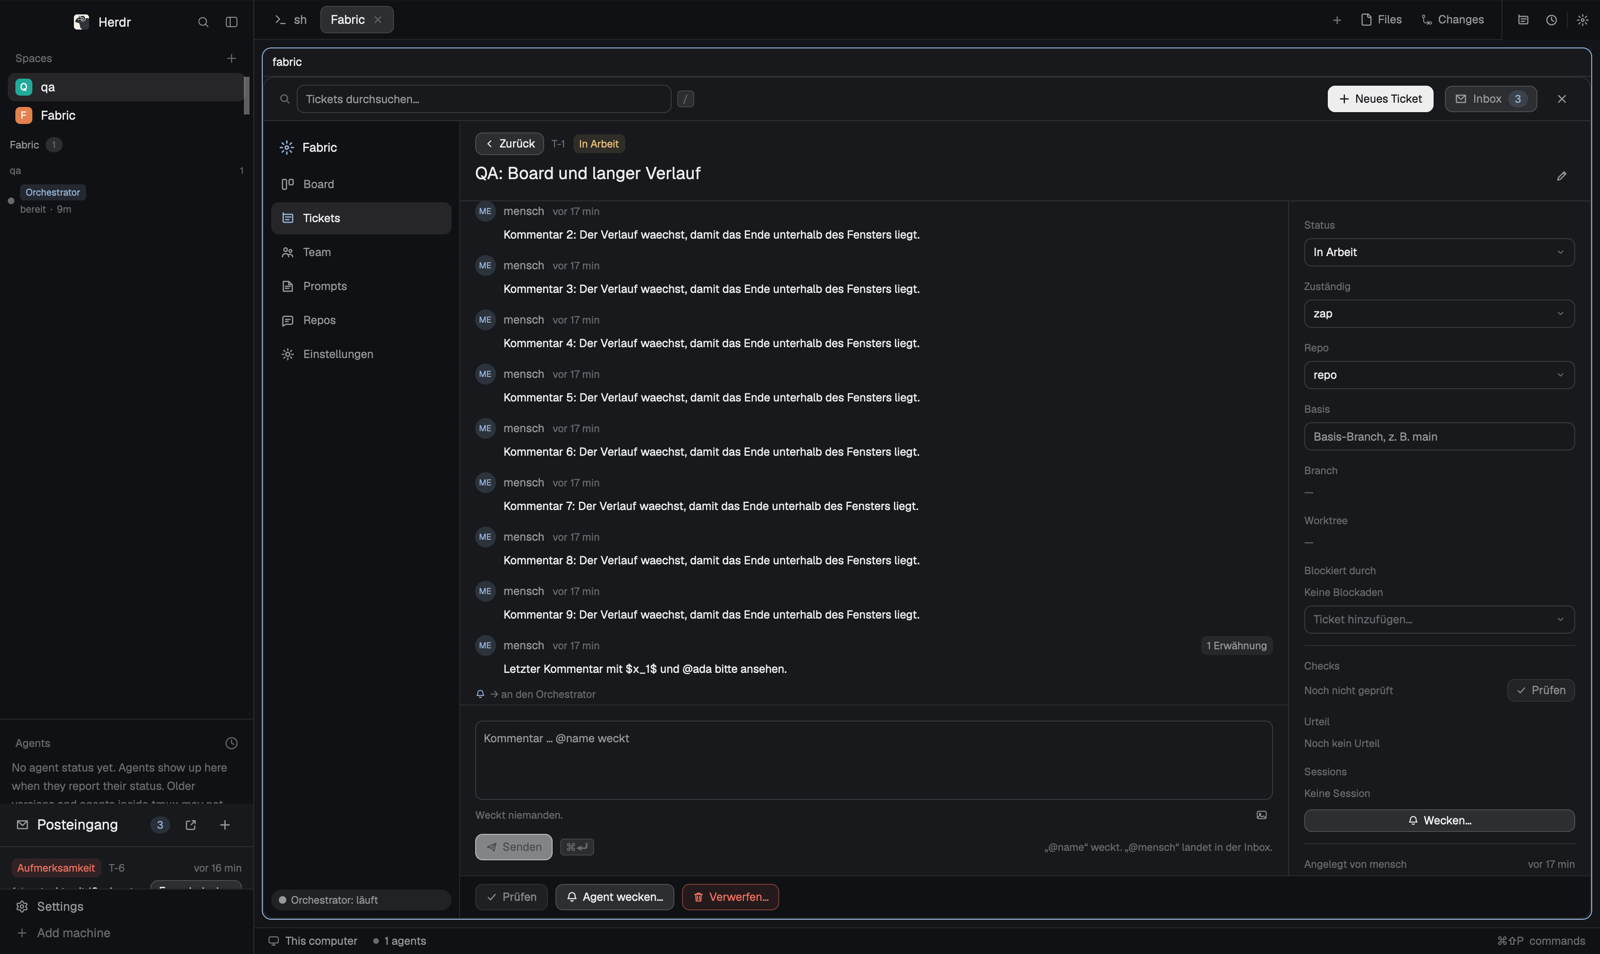 Herdr
Spaces
Q qa
F Fabric
Fabric 1
qa 1
Orchestrator
bereit · 9m
Agents
No agent status yet. Agents show up here
when they report their status. Older
Posteingang 3
Aufmerksamkeit T-6 vor 16 min
Settings
Add machine
sh
Fabric
Files
Changes
fabric
Tickets durchsuchen…
/
Neues Ticket
Inbox 3
Fabric
Board
Tickets
Team
Prompts
Repos
Einstellungen
Orchestrator: läuft
Zurück T-1 In Arbeit
QA: Board und langer Verlauf
ME mensch vor 17 min
Kommentar 2: Der Verlauf waechst, damit das Ende unterhalb des Fensters liegt.
ME mensch vor 17 min
Kommentar 3: Der Verlauf waechst, damit das Ende unterhalb des Fensters liegt.
ME mensch vor 17 min
Kommentar 4: Der Verlauf waechst, damit das Ende unterhalb des Fensters liegt.
ME mensch vor 17 min
Kommentar 5: Der Verlauf waechst, damit das Ende unterhalb des Fensters liegt.
ME mensch vor 17 min
Kommentar 6: Der Verlauf waechst, damit das Ende unterhalb des Fensters liegt.
ME mensch vor 17 min
Kommentar 7: Der Verlauf waechst, damit das Ende unterhalb des Fensters liegt.
ME mensch vor 17 min
Kommentar 8: Der Verlauf waechst, damit das Ende unterhalb des Fensters liegt.
ME mensch vor 17 min
Kommentar 9: Der Verlauf waechst, damit das Ende unterhalb des Fensters liegt.
ME mensch vor 17 min 1 Erwähnung
Letzter Kommentar mit $x_1$ und @ada bitte ansehen.
→ an den Orchestrator
Kommentar … @name weckt
Weckt niemanden.
Senden ⌘↵
„@name“ weckt. „@mensch“ landet in der Inbox.
Prüfen
Agent wecken…
Verwerfen…
Status
In Arbeit
Zuständig
zap
Repo
repo
Basis
Basis-Branch, z. B. main
Branch
—
Worktree
—
Blockiert durch
Keine Blockaden
Ticket hinzufügen…
Checks
Noch nicht geprüft Prüfen
Urteil
Noch kein Urteil
Sessions
Keine Session
Wecken…
Angelegt von mensch vor 17 min
This computer
1 agents
⌘⇧P commands